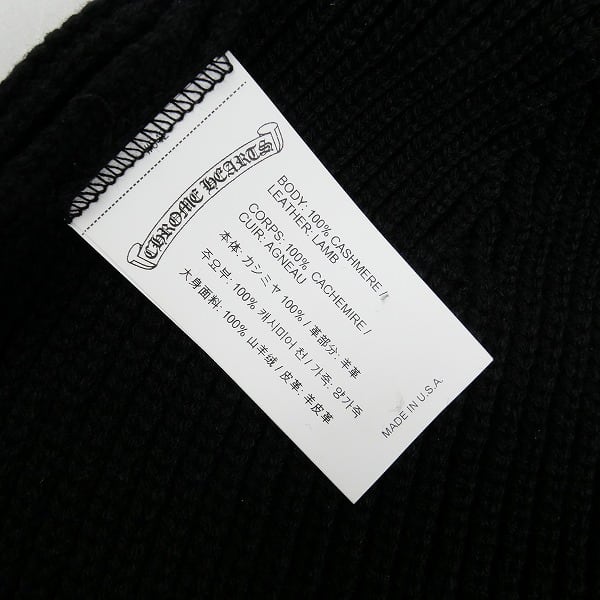 CHROME HEARTS
BODY: 100% CASHMERE /
LEATHER: LAMB
CORPS: 100% CACHEMIRE /
CUIR: AGNEAU
本体: カシミヤ 100% / 革部分: 羊革
주요부: 100% 캐시미어 천 / 가죽: 양가죽
大身面料: 100% 山羊绒 / 皮革: 羊皮革
MADE IN U.S.A.